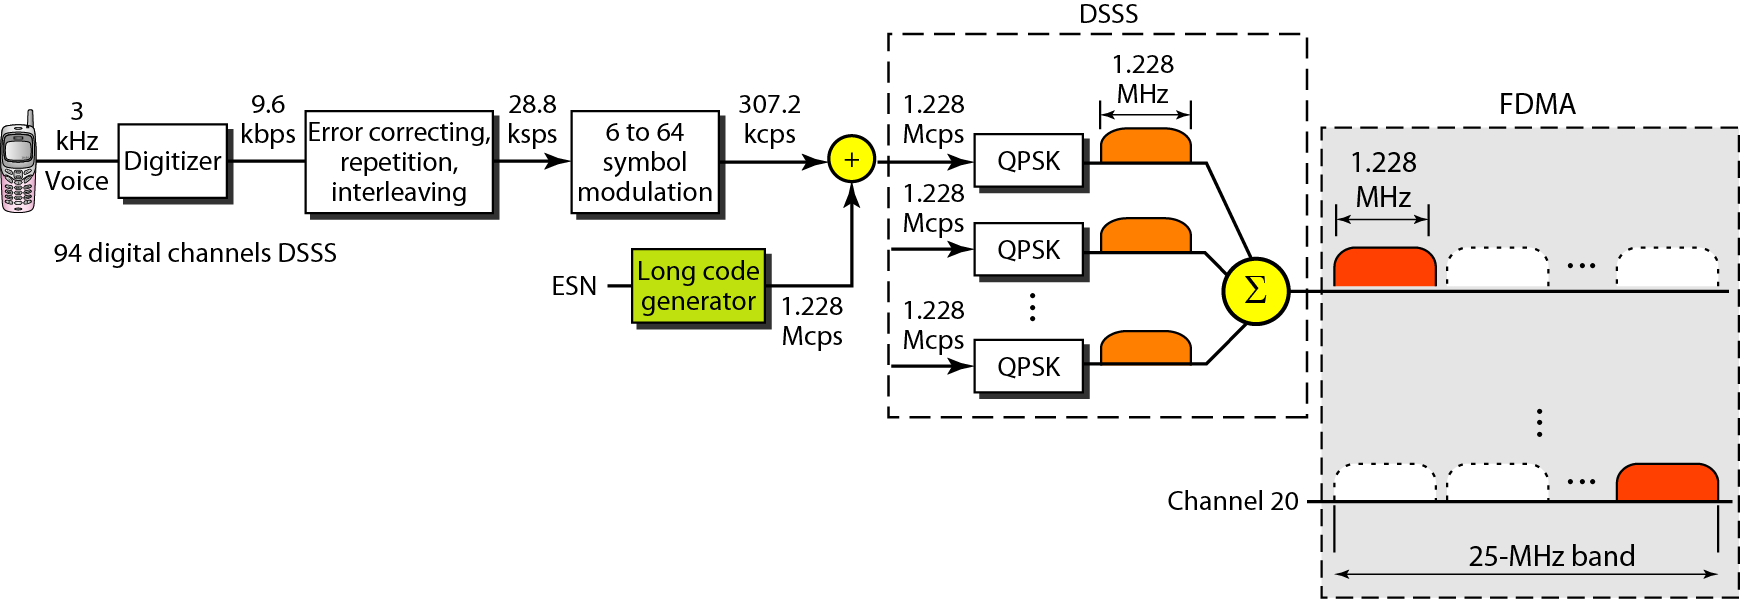 DSSS
3
kHz
Voice
Digitizer
9.6
kbps
Error correcting,
repetition,
interleaving
28.8
ksps
6 to 64
symbol
modulation
307.2
kcps
+
94 digital channels DSSS
ESN
Long code
generator
1.228
Mcps
1.228
Mcps
QPSK
1.228
MHz
1.228
Mcps
QPSK
⋮
1.228
Mcps
QPSK
Σ
FDMA
1.228
MHz
...
⋮
Channel 20
...
25-MHz band